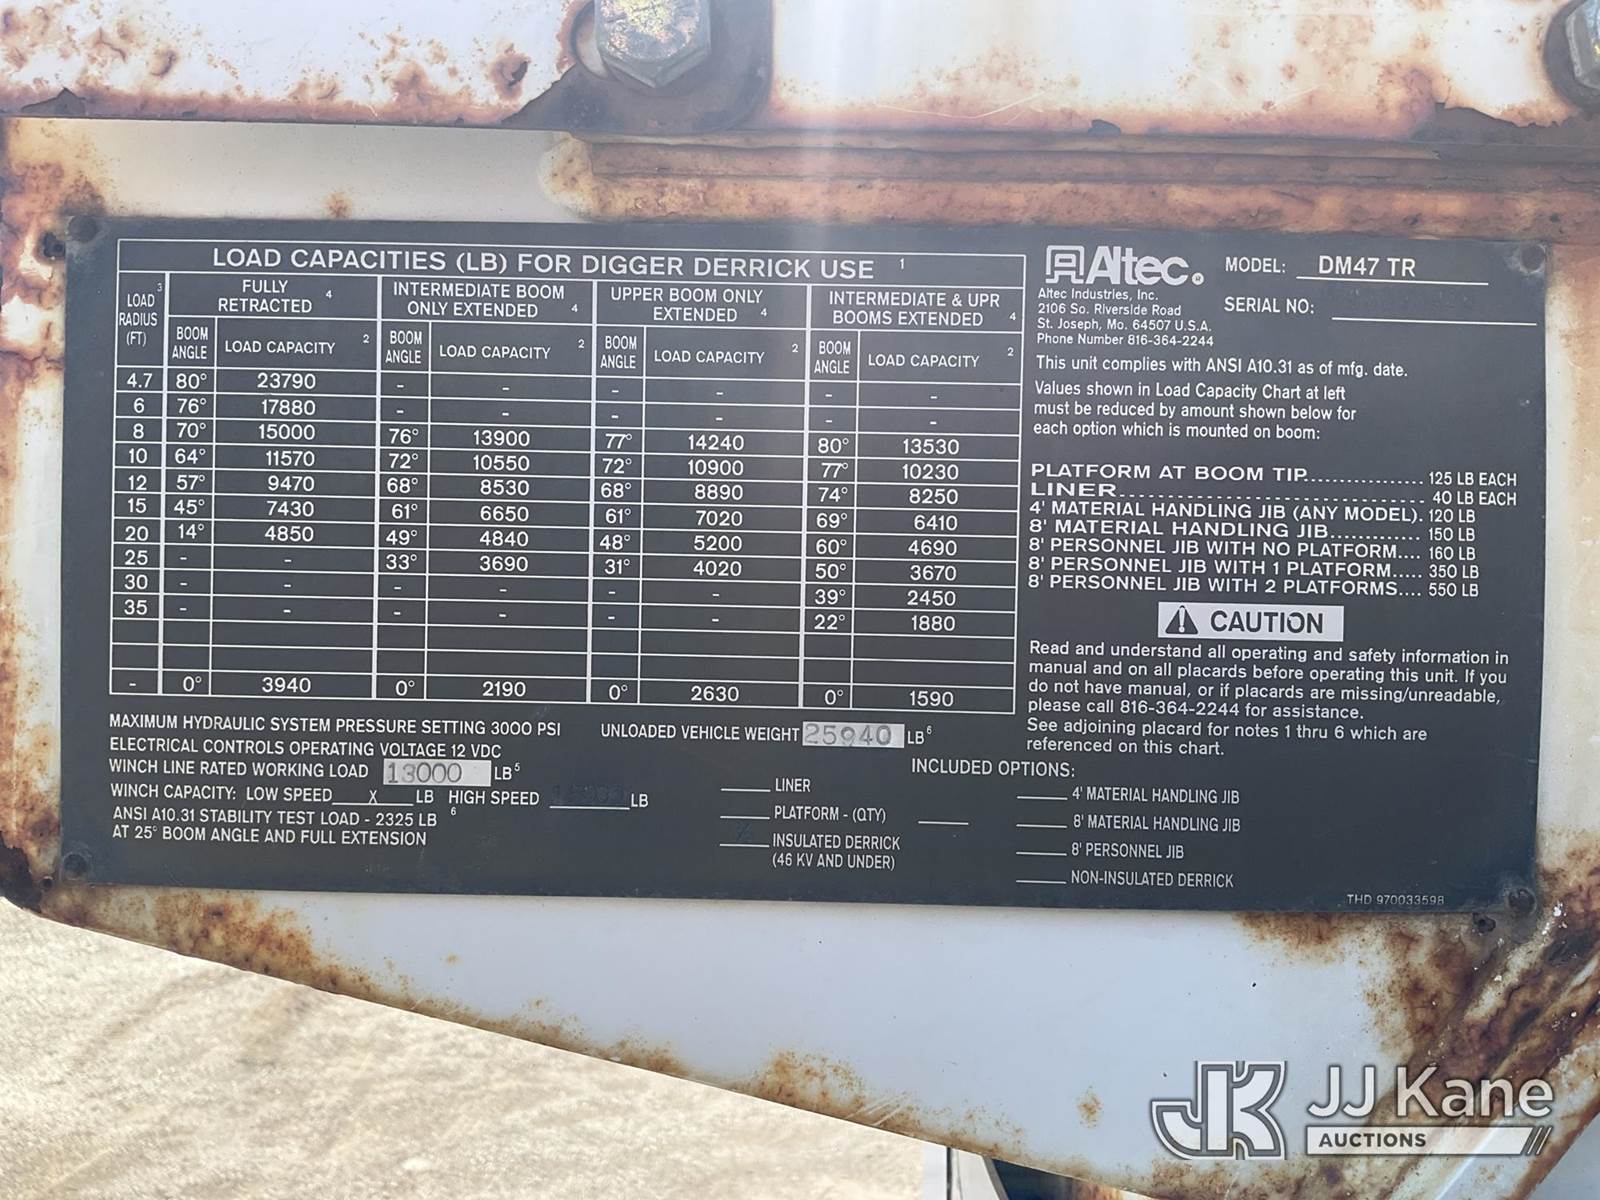 LOAD CAPACITIES (LB) FOR DIGGER DERRICK USE 1
LOAD RADIUS (FT) 3
FULLY RETRACTED 4
INTERMEDIATE BOOM ONLY EXTENDED 4
UPPER BOOM ONLY EXTENDED 4
INTERMEDIATE & UPR BOOMS EXTENDED 4
BOOM ANGLE LOAD CAPACITY 2 BOOM ANGLE LOAD CAPACITY 2 BOOM ANGLE LOAD CAPACITY 2 BOOM ANGLE LOAD CAPACITY 2
4.7 80° 23790 - - - - - -
6 76° 17880 - - - - - -
8 70° 15000 76° 13900 77° 14240 80° 13530
10 64° 11570 72° 10550 72° 10900 77° 10230
12 57° 9470 68° 8530 68° 8890 74° 8250
15 45° 7430 61° 6650 61° 7020 69° 6410
20 14° 4850 49° 4840 48° 5200 60° 4690
25 - - 33° 3690 31° 4020 50° 3670
30 - - - - - - 39° 2450
35 - - - - - - 22° 1880
- 0° 3940 0° 2190 0° 2630 0° 1590
MAXIMUM HYDRAULIC SYSTEM PRESSURE SETTING 3000 PSI
ELECTRICAL CONTROLS OPERATING VOLTAGE 12 VDC
WINCH LINE RATED WORKING LOAD 13000 LB 5
WINCH CAPACITY: LOW SPEED X LB HIGH SPEED LB
ANSI A10.31 STABILITY TEST LOAD - 2325 LB 6
AT 25° BOOM ANGLE AND FULL EXTENSION
UNLOADED VEHICLE WEIGHT 25940 LB 6
INCLUDED OPTIONS:
LINER
PLATFORM - (QTY)
INSULATED DERRICK
(46 KV AND UNDER)
4' MATERIAL HANDLING JIB
8' MATERIAL HANDLING JIB
8' PERSONNEL JIB
NON-INSULATED DERRICK
THD 970033598
Altec®
Altec Industries, Inc.
2106 So. Riverside Road
St. Joseph, Mo. 64507 U.S.A.
Phone Number 816-364-2244
MODEL: DM47 TR
SERIAL NO:
This unit complies with ANSI A10.31 as of mfg. date.
Values shown in Load Capacity Chart at left
must be reduced by amount shown below for
each option which is mounted on boom:
PLATFORM AT BOOM TIP................. 125 LB EACH
LINER................................ 40 LB EACH
4' MATERIAL HANDLING JIB (ANY MODEL). 120 LB
8' MATERIAL HANDLING JIB............. 150 LB
8' PERSONNEL JIB WITH NO PLATFORM.... 160 LB
8' PERSONNEL JIB WITH 1 PLATFORM..... 350 LB
8' PERSONNEL JIB WITH 2 PLATFORMS.... 550 LB
CAUTION
Read and understand all operating and safety information in
manual and on all placards before operating this unit. If you
do not have manual, or if placards are missing/unreadable,
please call 816-364-2244 for assistance.
See adjoining placard for notes 1 thru 6 which are
referenced on this chart.
JK JJ Kane
AUCTIONS